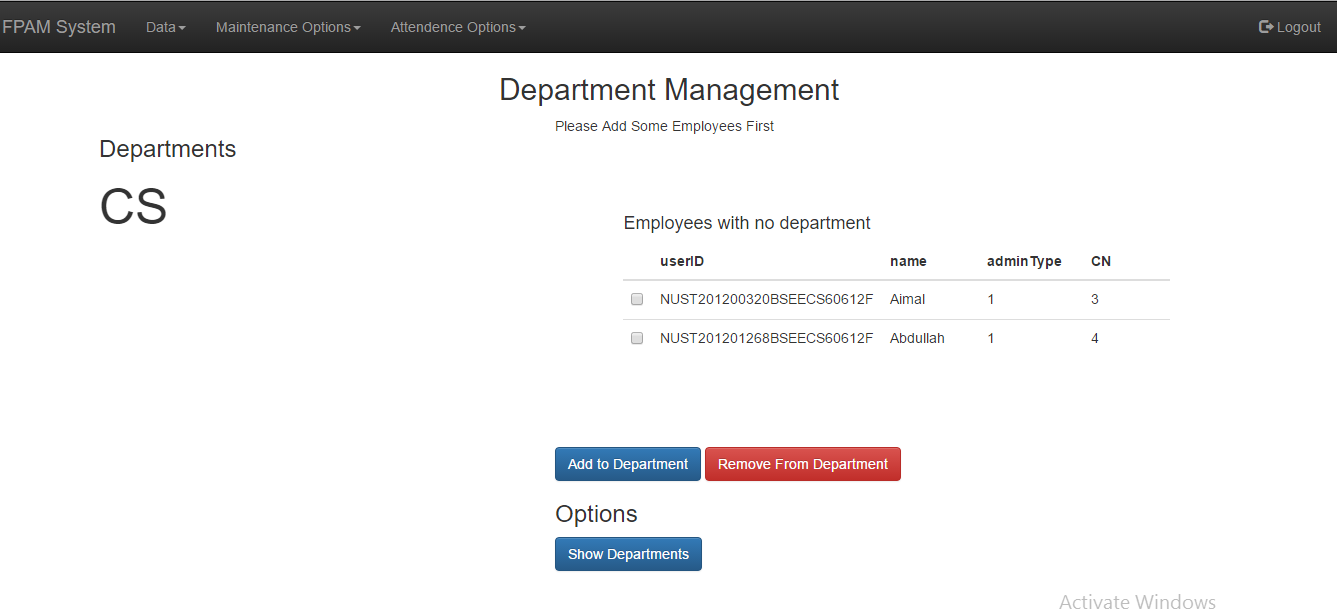 FPAM System Data Maintenance Options Attendence Options Logout
Department Management
Please Add Some Employees First
Departments
CS
Employees with no department
userID name adminType CN
NUST201200320BSEECS60612F Aimal 1 3
NUST201201268BSEECS60612F Abdullah 1 4
Add to Department Remove From Department
Options
Show Departments
Activate Windows